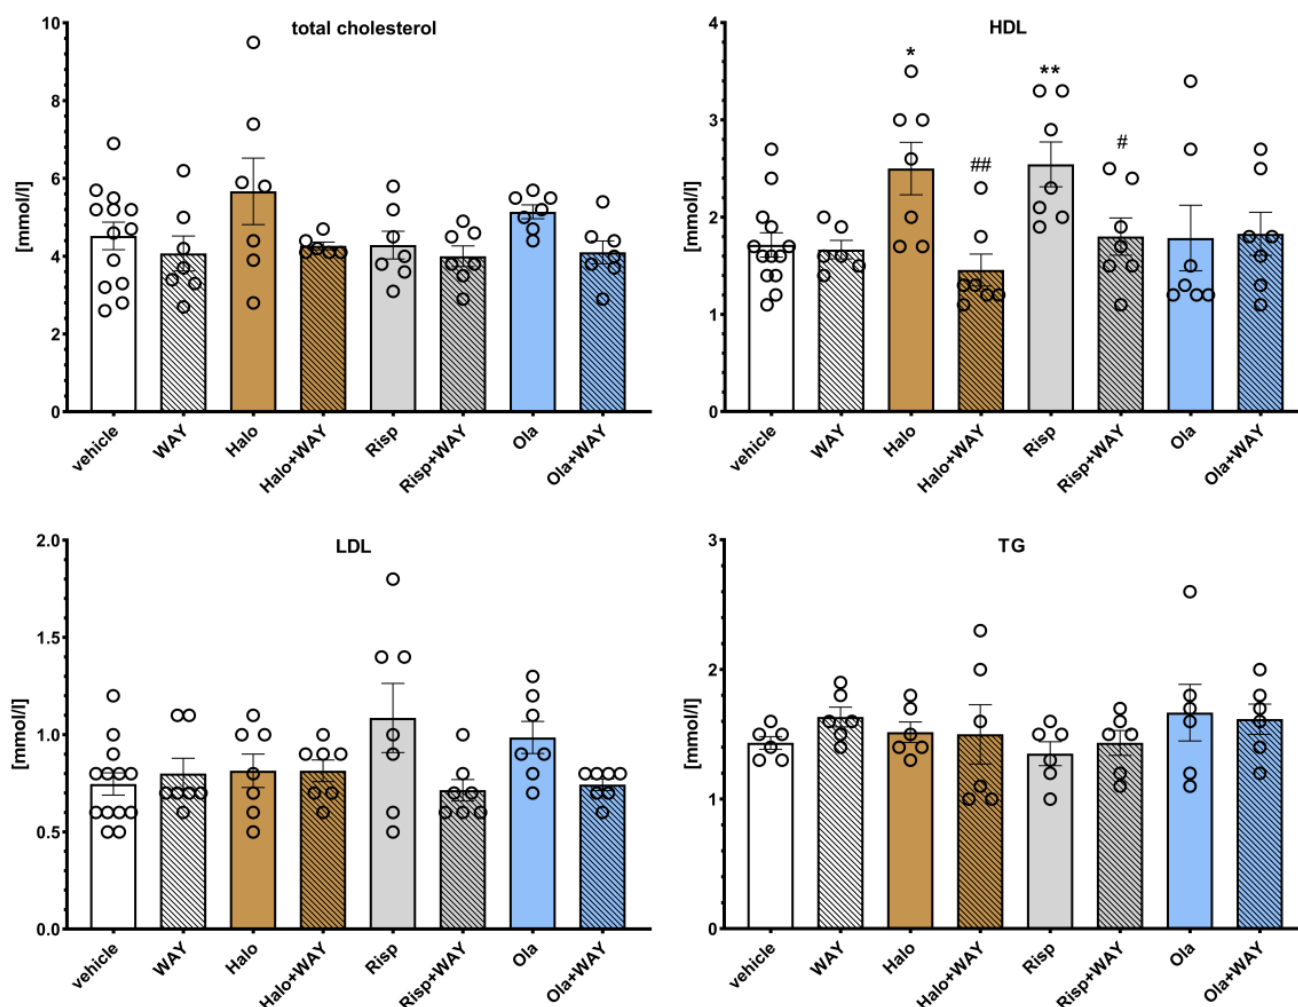 total cholesterol
[mmol/l]
10
8
6
4
2
0
vehicle
WAY
Halo
Halo+WAY
Risp
Risp+WAY
Ola
Ola+WAY
HDL
[mmol/l]
4
3
2
1
0
*
##
**
#
vehicle
WAY
Halo
Halo+WAY
Risp
Risp+WAY
Ola
Ola+WAY
LDL
[mmol/l]
2.0
1.5
1.0
0.5
0.0
vehicle
WAY
Halo
Halo+WAY
Risp
Risp+WAY
Ola
Ola+WAY
TG
[mmol/l]
3
2
1
0
vehicle
WAY
Halo
Halo+WAY
Risp
Risp+WAY
Ola
Ola+WAY